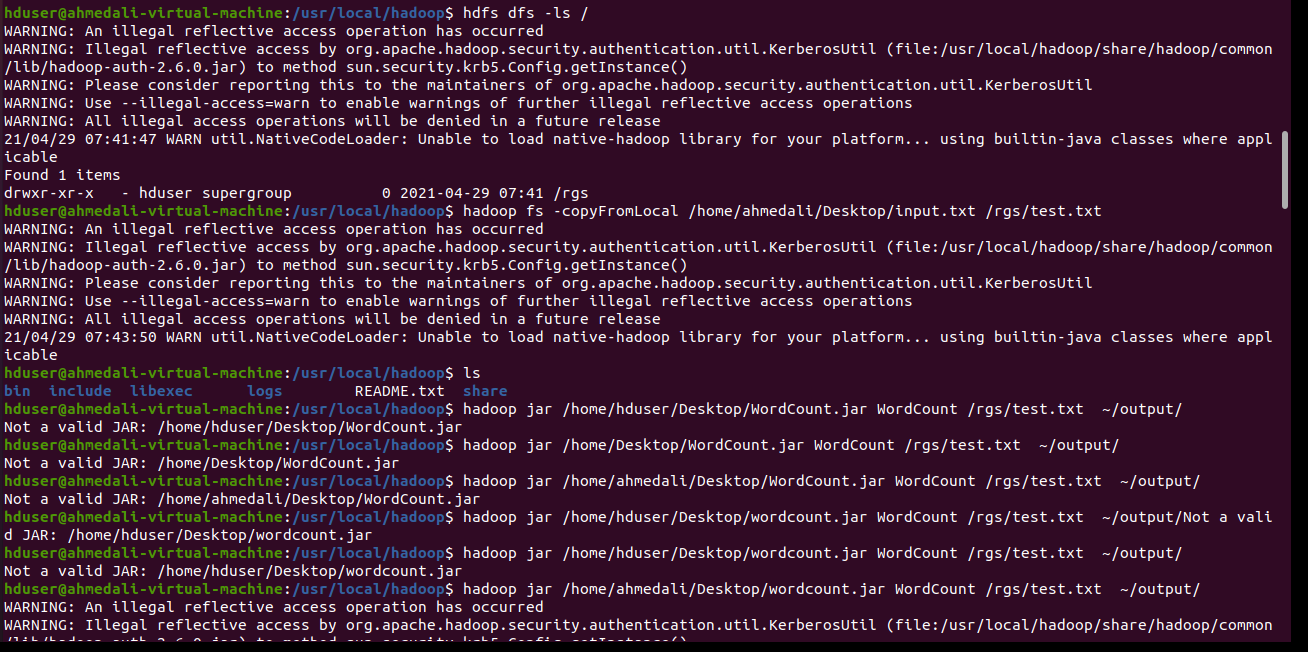 hduser@ahmedali-virtual-machine:/usr/local/hadoop$ hdfs dfs -ls /
WARNING: An illegal reflective access operation has occurred
WARNING: Illegal reflective access by org.apache.hadoop.security.authentication.util.KerberosUtil (file:/usr/local/hadoop/share/hadoop/common
/lib/hadoop-auth-2.6.0.jar) to method sun.security.krb5.Config.getInstance()
WARNING: Please consider reporting this to the maintainers of org.apache.hadoop.security.authentication.util.KerberosUtil
WARNING: Use --illegal-access=warn to enable warnings of further illegal reflective access operations
WARNING: All illegal access operations will be denied in a future release
21/04/29 07:41:47 WARN util.NativeCodeLoader: Unable to load native-hadoop library for your platform... using builtin-java classes where appl
icable
Found 1 items
drwxr-xr-x   - hduser supergroup          0 2021-04-29 07:41 /rgs
hduser@ahmedali-virtual-machine:/usr/local/hadoop$ hadoop fs -copyFromLocal /home/ahmedali/Desktop/input.txt /rgs/test.txt
WARNING: An illegal reflective access operation has occurred
WARNING: Illegal reflective access by org.apache.hadoop.security.authentication.util.KerberosUtil (file:/usr/local/hadoop/share/hadoop/common
/lib/hadoop-auth-2.6.0.jar) to method sun.security.krb5.Config.getInstance()
WARNING: Please consider reporting this to the maintainers of org.apache.hadoop.security.authentication.util.KerberosUtil
WARNING: Use --illegal-access=warn to enable warnings of further illegal reflective access operations
WARNING: All illegal access operations will be denied in a future release
21/04/29 07:43:50 WARN util.NativeCodeLoader: Unable to load native-hadoop library for your platform... using builtin-java classes where appl
icable
hduser@ahmedali-virtual-machine:/usr/local/hadoop$ ls
bin  include  libexec      logs        README.txt  share
hduser@ahmedali-virtual-machine:/usr/local/hadoop$ hadoop jar /home/hduser/Desktop/WordCount.jar WordCount /rgs/test.txt  ~/output/
Not a valid JAR: /home/hduser/Desktop/WordCount.jar
hduser@ahmedali-virtual-machine:/usr/local/hadoop$ hadoop jar /home/Desktop/WordCount.jar WordCount /rgs/test.txt  ~/output/
Not a valid JAR: /home/Desktop/WordCount.jar
hduser@ahmedali-virtual-machine:/usr/local/hadoop$ hadoop jar /home/ahmedali/Desktop/WordCount.jar WordCount /rgs/test.txt  ~/output/
Not a valid JAR: /home/ahmedali/Desktop/WordCount.jar
hduser@ahmedali-virtual-machine:/usr/local/hadoop$ hadoop jar /home/hduser/Desktop/wordcount.jar WordCount /rgs/test.txt  ~/output/Not a vali
d JAR: /home/hduser/Desktop/wordcount.jar
hduser@ahmedali-virtual-machine:/usr/local/hadoop$ hadoop jar /home/hduser/Desktop/wordcount.jar WordCount /rgs/test.txt  ~/output/
Not a valid JAR: /home/hduser/Desktop/wordcount.jar
hduser@ahmedali-virtual-machine:/usr/local/hadoop$ hadoop jar /home/ahmedali/Desktop/wordcount.jar WordCount /rgs/test.txt  ~/output/
WARNING: An illegal reflective access operation has occurred
WARNING: Illegal reflective access by org.apache.hadoop.security.authentication.util.KerberosUtil (file:/usr/local/hadoop/share/hadoop/common
/lib/hadoop-auth-2.6.0.jar) to method sun.security.krb5.Config.getInstance()